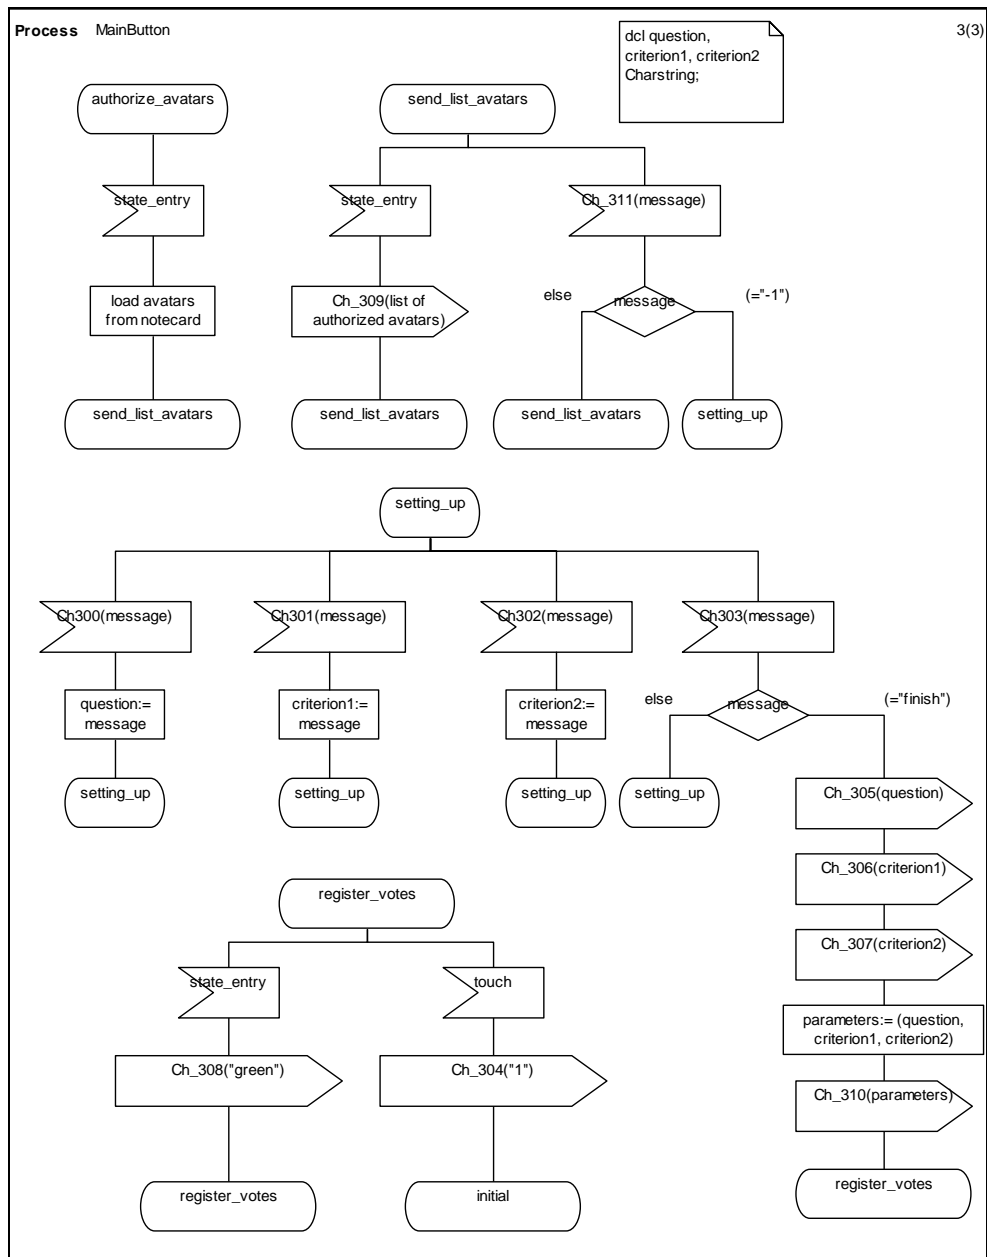 Process MainButton
3(3)
dcl question,
criterion1, criterion2
Charstring;
authorize_avatars
send_list_avatars
state_entry
state_entry
Ch_311(message)
load avatars
from notecard
Ch_309(list of
authorized avatars)
else
message
(="-1")
send_list_avatars
send_list_avatars
send_list_avatars
setting_up
setting_up
Ch300(message)
Ch301(message)
Ch302(message)
Ch303(message)
question:=
message
criterion1:=
message
criterion2:=
message
else
message
(="finish")
setting_up
setting_up
setting_up
setting_up
Ch_305(question)
Ch_306(criterion1)
Ch_307(criterion2)
parameters:= (question,
criterion1, criterion2)
Ch_310(parameters)
register_votes
register_votes
state_entry
touch
Ch_308("green")
Ch_304("1")
register_votes
initial